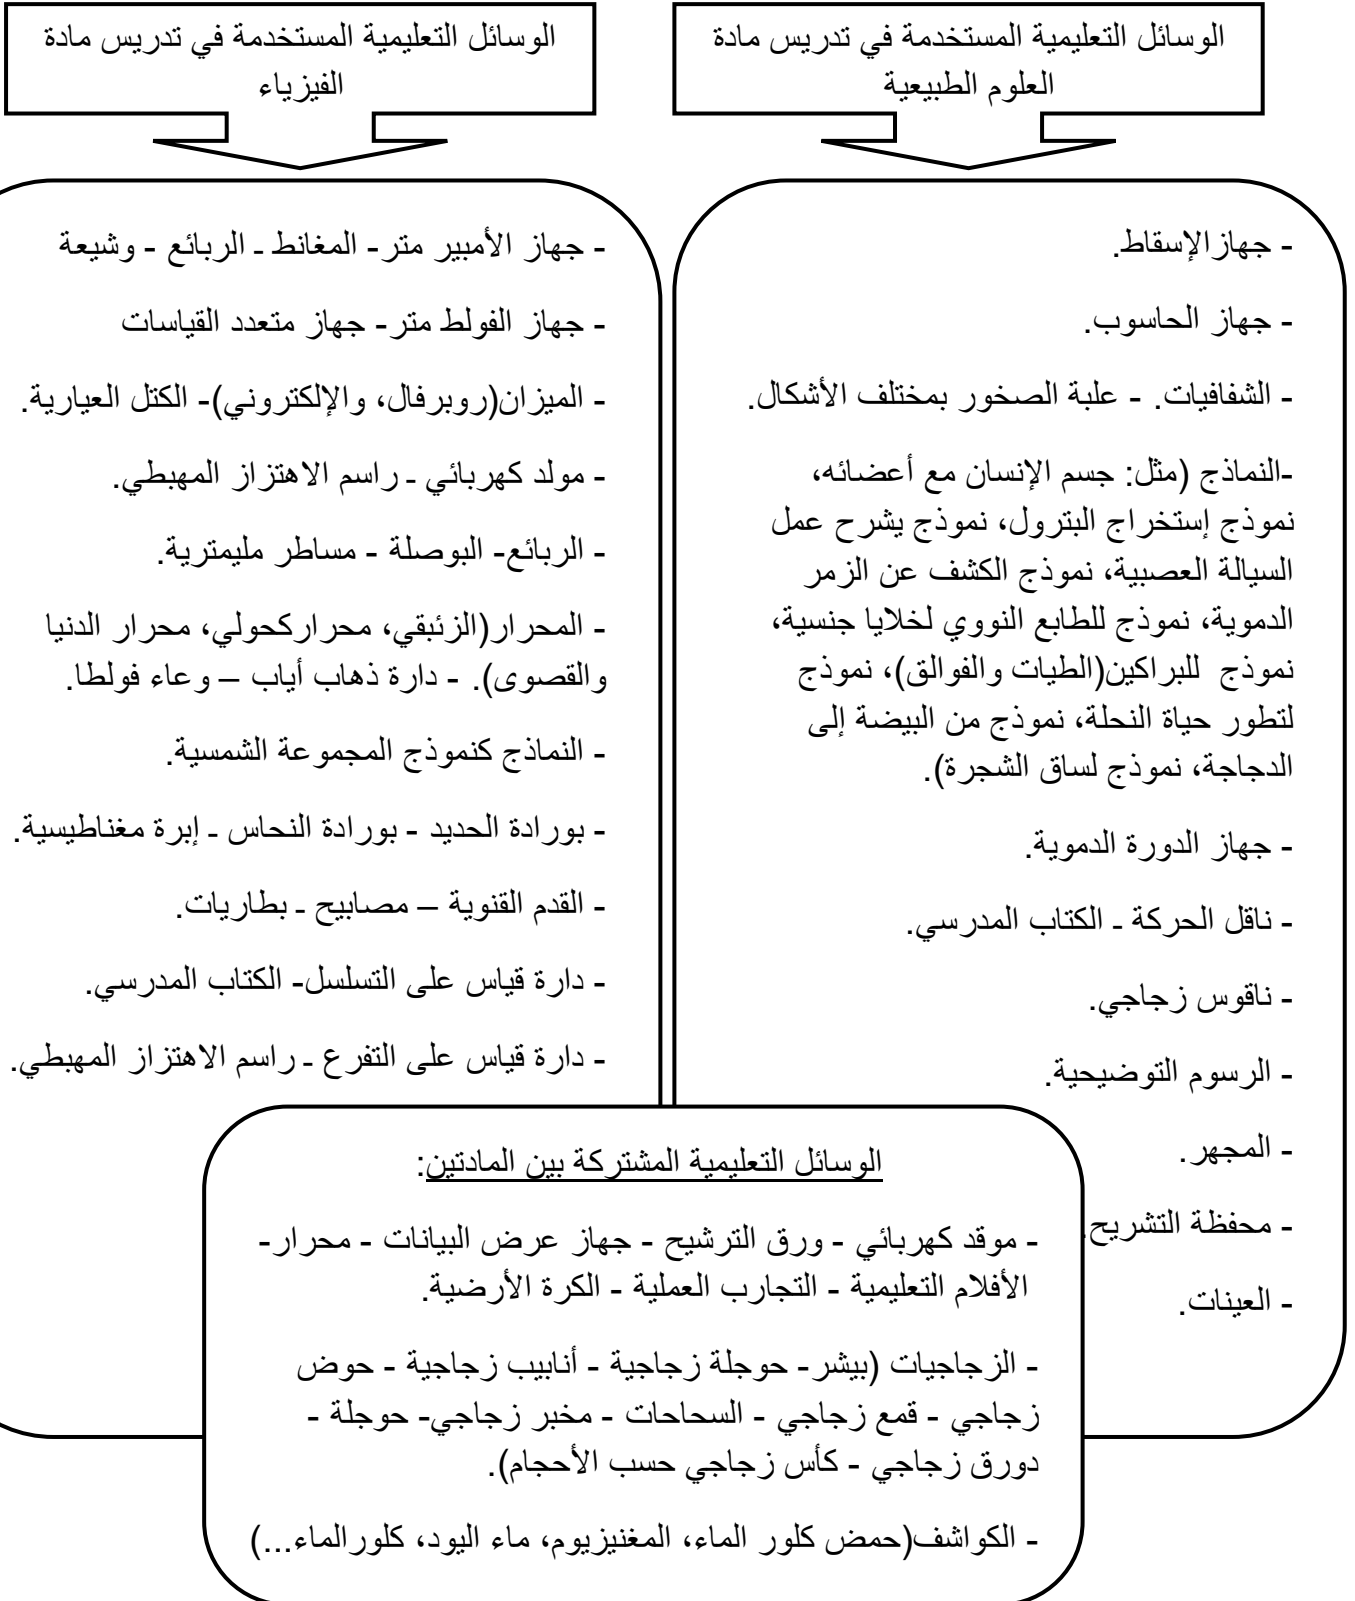 الوسائل التعليمية المستخدمة في تدريس مادة
العلوم الطبيعية
- جهازالإسقاط.
- جهاز الحاسوب.
- الشفافيات. - علبة الصخور بمختلف الأشكال.
-النماذج (مثل: جسم الإنسان مع أعضائه،
نموذج إستخراج البترول، نموذج يشرح عمل
السيالة العصبية، نموذج الكشف عن الزمر
الدموية، نموذج للطابع النووي لخلايا جنسية،
نموذج للبراكين(الطيات والفوالق)، نموذج
لتطور حياة النحلة، نموذج من البيضة إلى
الدجاجة، نموذج لساق الشجرة).
- جهاز الدورة الدموية.
- ناقل الحركة ـ الكتاب المدرسي.
- ناقوس زجاجي.
- الرسوم التوضيحية.
- المجهر.
- محفظة التشريح.
- العينات.
الوسائل التعليمية المستخدمة في تدريس مادة
الفيزياء
- جهاز الأمبير متر- المغانط ـ الربائع - وشيعة
- جهاز الفولط متر- جهاز متعدد القياسات
- الميزان(روبرفال، والإلكتروني)- الكتل العيارية.
- مولد كهربائي ـ راسم الاهتزاز المهبطي.
- الربائع- البوصلة - مساطر مليمترية.
- المحرار(الزئبقي، محراركحولي، محرار الدنيا
والقصوى). - دارة ذهاب أياب – وعاء فولطا.
- النماذج كنموذج المجموعة الشمسية.
- بورادة الحديد - بورادة النحاس ـ إبرة مغناطيسية.
- القدم القنوية – مصابيح ـ بطاريات.
- دارة قياس على التسلسل- الكتاب المدرسي.
- دارة قياس على التفرع ـ راسم الاهتزاز المهبطي.
الوسائل التعليمية المشتركة بين المادتين:
- موقد كهربائي - ورق الترشيح - جهاز عرض البيانات - محرار-
الأفلام التعليمية - التجارب العملية - الكرة الأرضية.
- الزجاجيات (بيشر- حوجلة زجاجية - أنابيب زجاجية - حوض
زجاجي - قمع زجاجي - السحاحات - مخبر زجاجي- حوجلة -
دورق زجاجي - كأس زجاجي حسب الأحجام).
- الكواشف(حمض كلور الماء، المغنيزيوم، ماء اليود، كلورالماء...)